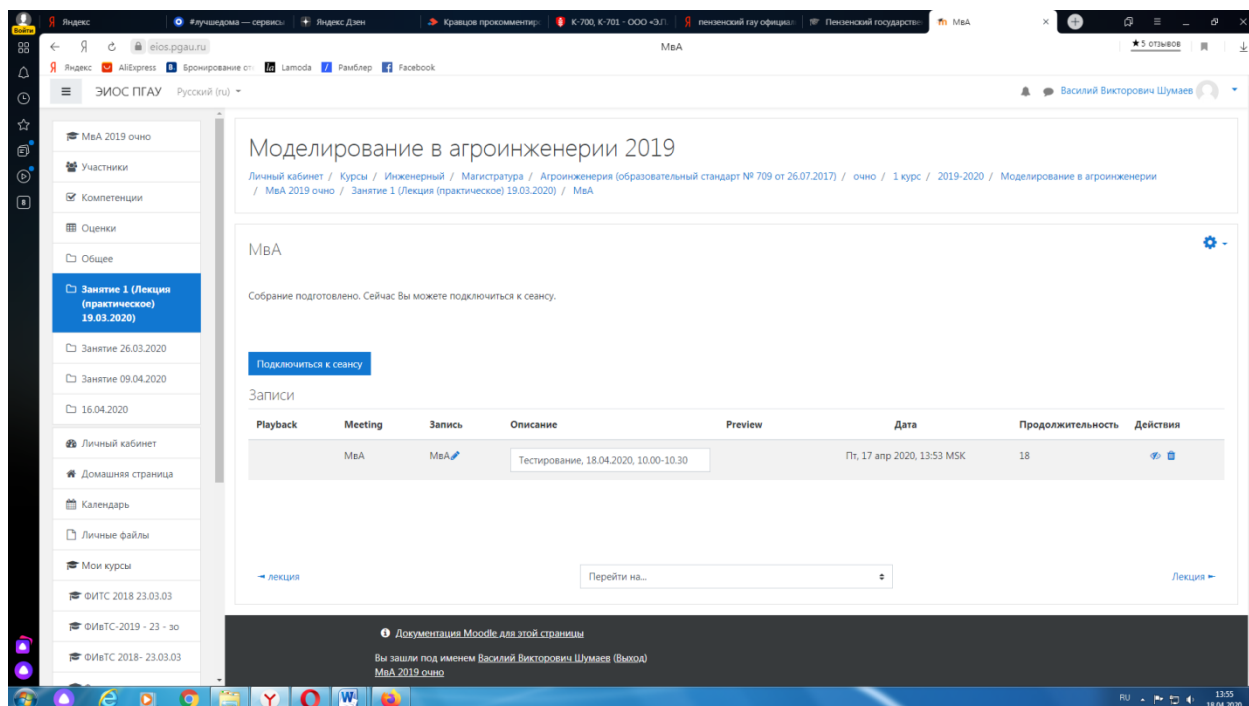 Войти
Яндекс
#лучшедома — сервисы
Яндекс Дзен
Кравцов прокомментиро
К-700, К-701 - ООО «ЭЛ
пензенский гау официал
Пензенский государстве
МвА
eios.pgau.ru
МвА
★ 5 отзывов
Яндекс
AliExpress
Бронирование от
Lamoda
Рамблер
Facebook
ЭИОС ПГАУ
Русский (ru)
Василий Викторович Шумаев
МвА 2019 очно
Участники
Компетенции
Оценки
Общее
Занятие 1 (Лекция
(практическое)
19.03.2020)
Занятие 26.03.2020
Занятие 09.04.2020
16.04.2020
Личный кабинет
Домашняя страница
Календарь
Личные файлы
Мои курсы
ФИТС 2018 23.03.03
ФИвТС-2019 - 23 - зо
ФИвТС 2018- 23.03.03
Моделирование в агроинженерии 2019
Личный кабинет / Курсы / Инженерный / Магистратура / Агроинженерия (образовательный стандарт № 709 от 26.07.2017) / очно / 1 курс / 2019-2020 / Моделирование в агроинженерии
/ МвА 2019 очно / Занятие 1 (Лекция (практическое) 19.03.2020) / МвА
МвА
Собрание подготовлено. Сейчас Вы можете подключиться к сеансу.
Подключиться к сеансу
Записи
Playback Meeting Запись Описание Preview Дата Продолжительность Действия
МвА МвА Тестирование, 18.04.2020, 10.00-10.30 Пт, 17 апр 2020, 13:53 MSK 18
◄ лекция
Перейти на...
Лекция ►
Документация Moodle для этой страницы
Вы зашли под именем Василий Викторович Шумаев (Выход)
МвА 2019 очно
RU
13:55
18.04.2020